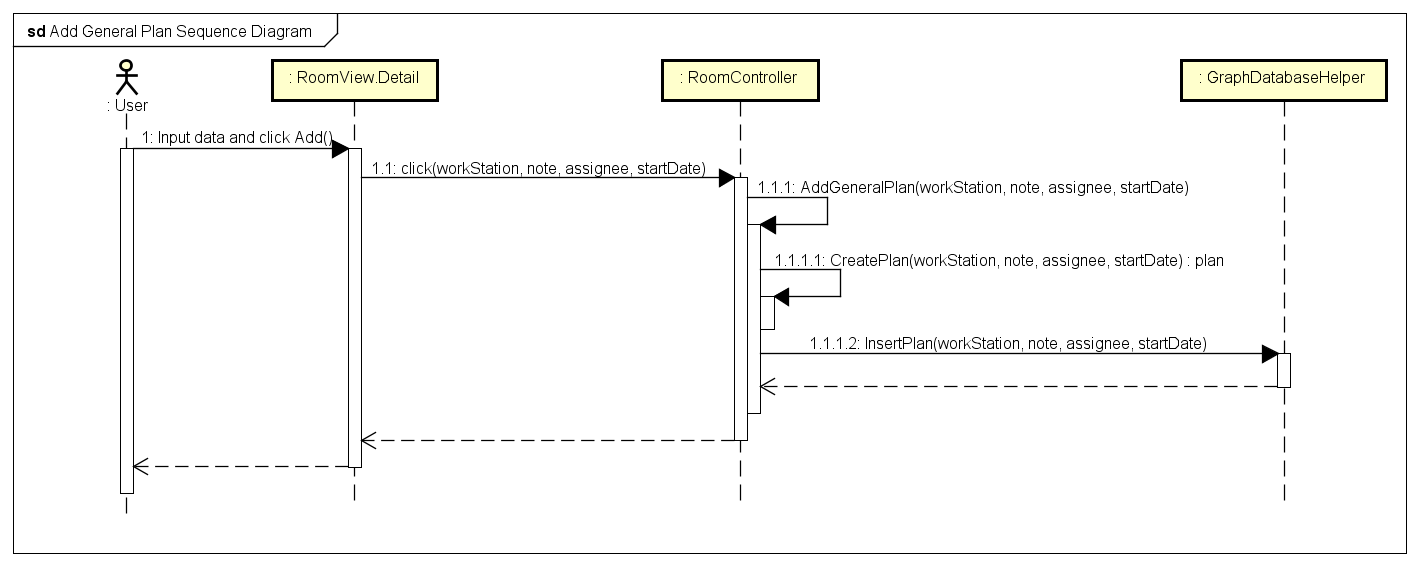 sd Add General Plan Sequence Diagram
: User
: RoomView.Detail
: RoomController
: GraphDatabaseHelper
1: Input data and click Add()
1.1: click(workStation, note, assignee, startDate)
1.1.1: AddGeneralPlan(workStation, note, assignee, startDate)
1.1.1.1: CreatePlan(workStation, note, assignee, startDate) : plan
1.1.1.2: InsertPlan(workStation, note, assignee, startDate)